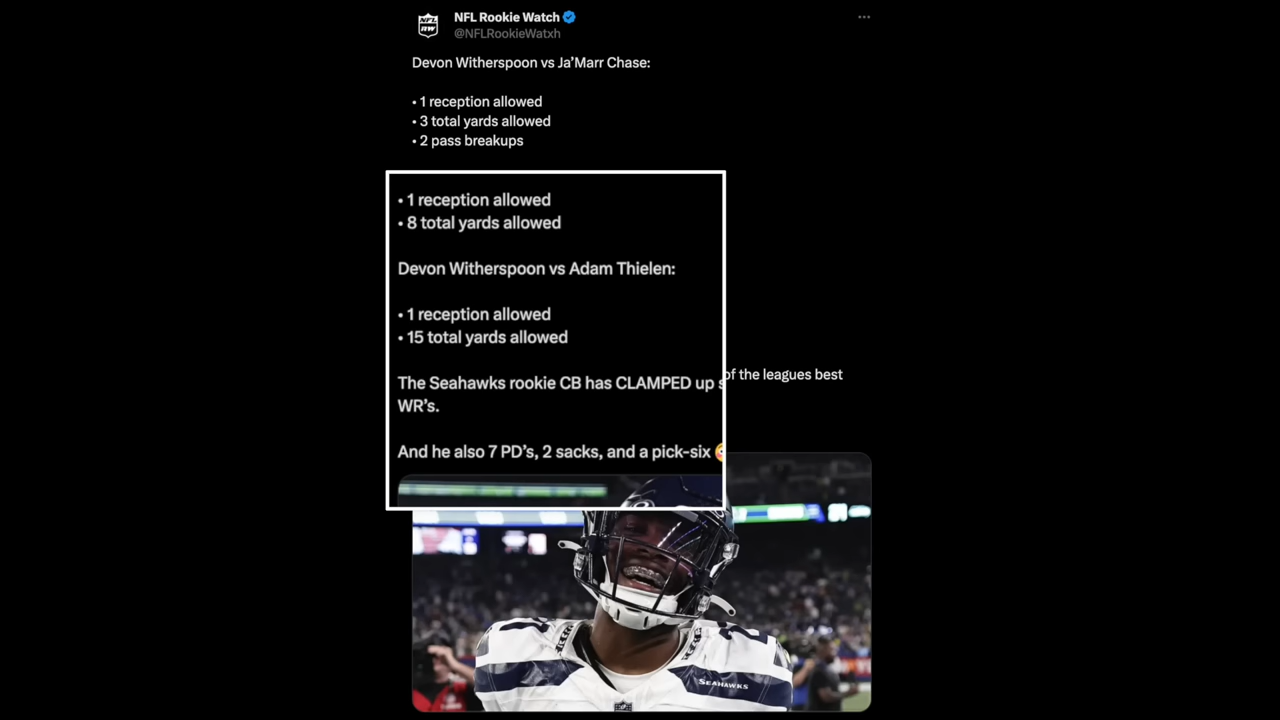 NFL Rookie Watch
@NFLRookieWatxh
Devon Witherspoon vs Ja'Marr Chase:
• 1 reception allowed
• 3 total yards allowed
• 2 pass breakups
• 1 reception allowed
• 8 total yards allowed
Devon Witherspoon vs Adam Thielen:
• 1 reception allowed
• 15 total yards allowed
The Seahawks rookie CB has CLAMPED up s
of the leagues best
WR's.
And he also 7 PD's, 2 sacks, and a pick-six
SEAHAWKS